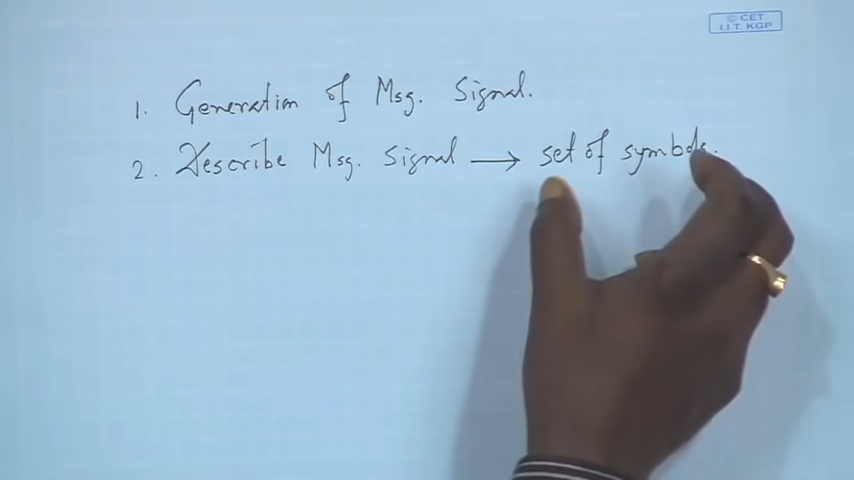 © CET
I.I.T. KGP
1. Generation of Msg. Signal.
2. Describe Msg. Signal → set of symbols.